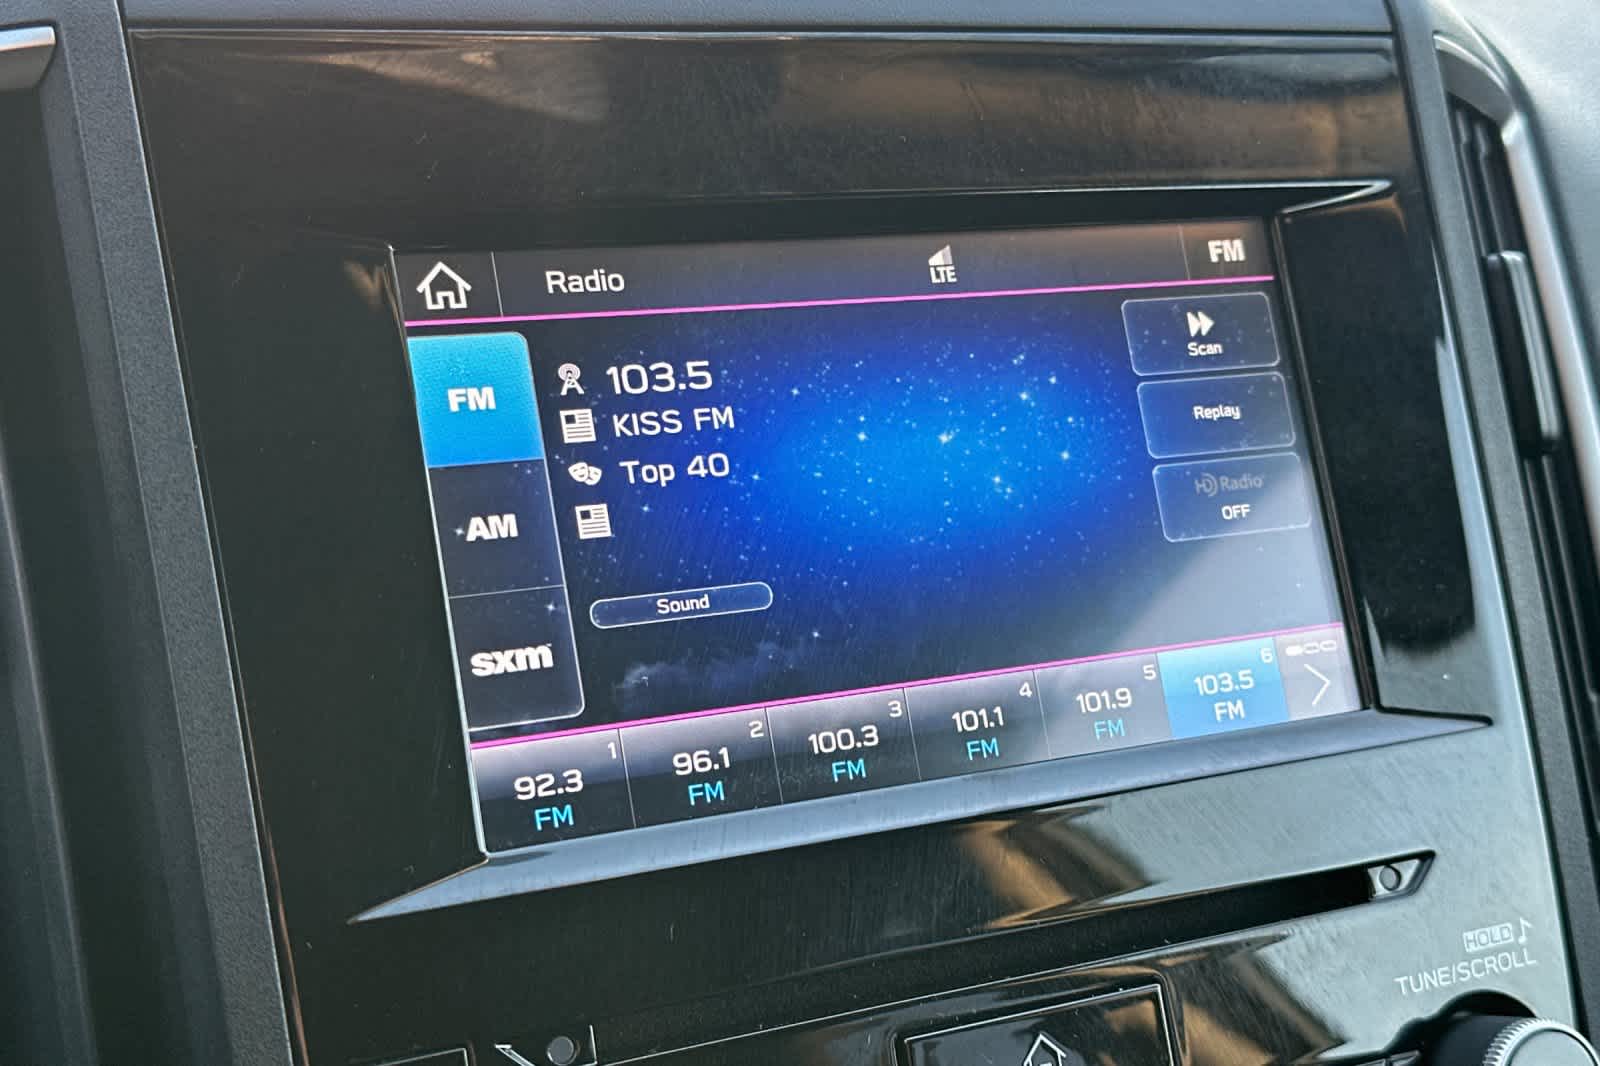 Radio
LTE
FM
FM
103.5
KISS FM
Top 40
Scan
Replay
HD Radio
OFF
AM
sxm
Sound
1
92.3
FM
2
96.1
FM
3
100.3
FM
4
101.1
FM
5
101.9
FM
6
103.5
FM
HOLD
TUNE/SCROLL